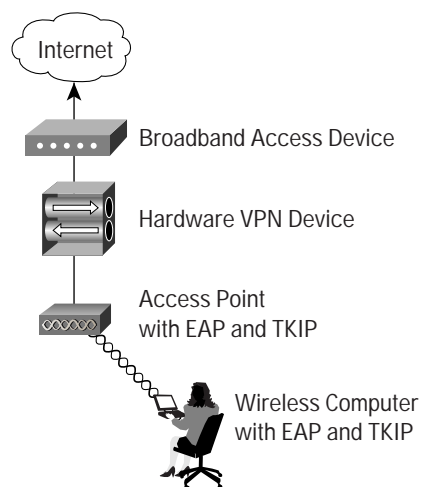 Internet
Broadband Access Device
Hardware VPN Device
Access Point
with EAP and TKIP
Wireless Computer
with EAP and TKIP